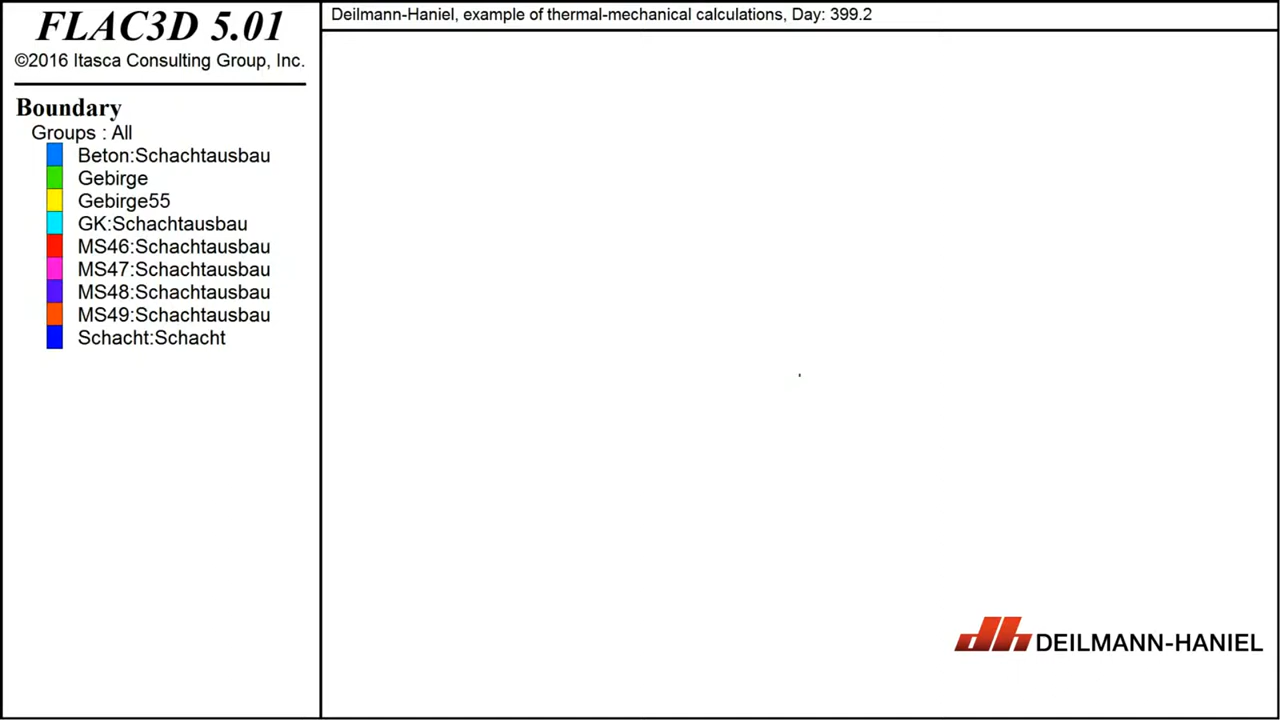 FLAC3D 5.01
©2016 Itasca Consulting Group, Inc.
Boundary
Groups : All
Beton:Schachtausbau
Gebirge
Gebirge55
GK:Schachtausbau
MS46:Schachtausbau
MS47:Schachtausbau
MS48:Schachtausbau
MS49:Schachtausbau
Schacht:Schacht
Deilmann-Haniel, example of thermal-mechanical calculations, Day: 399.2
dh DEILMANN-HANIEL